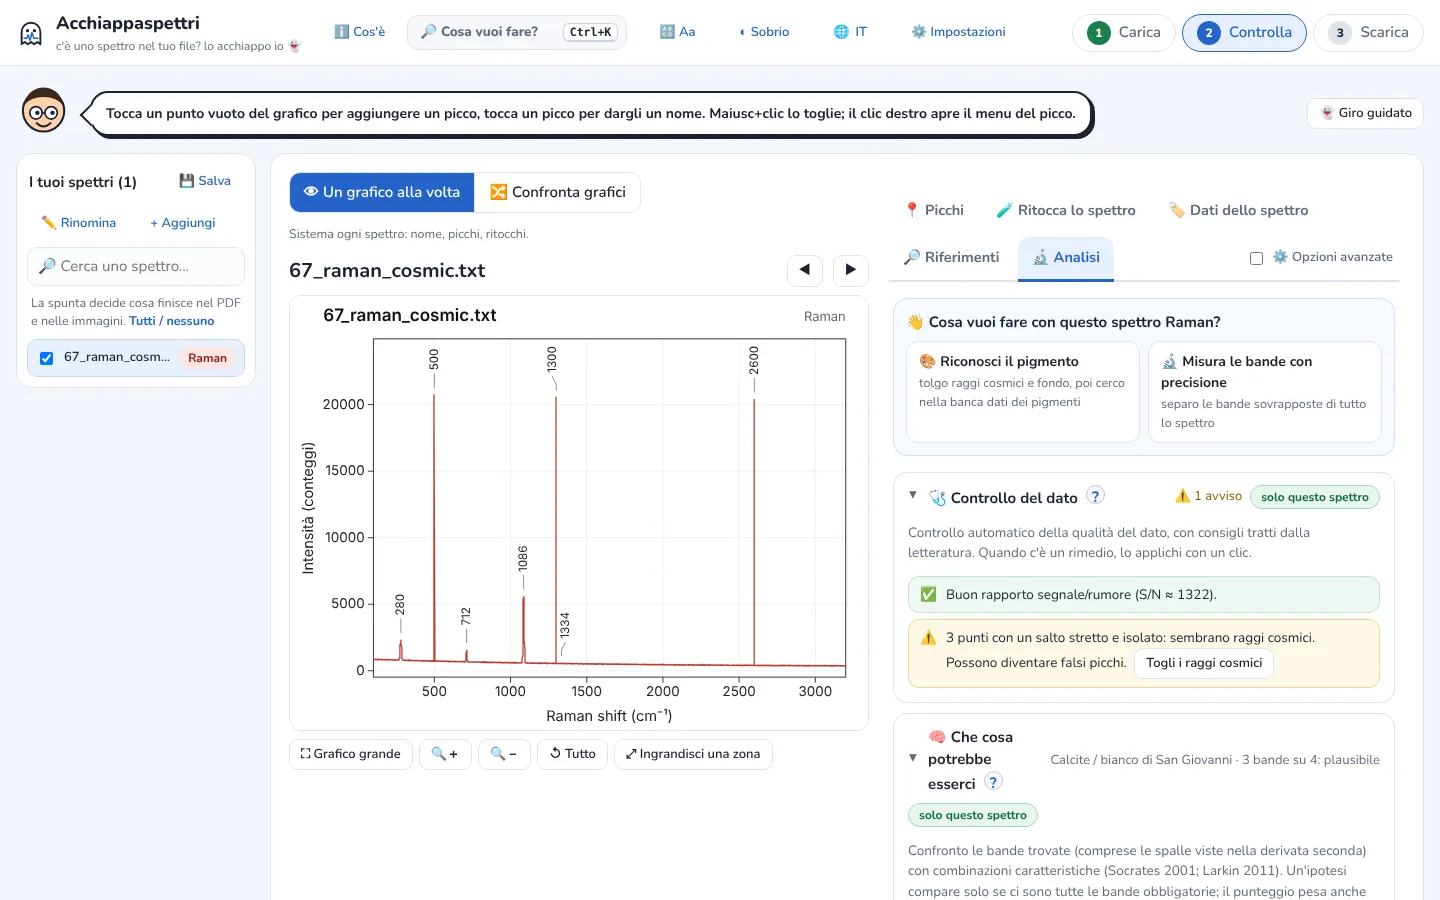 Acchiappaspettri
c'è uno spettro nel tuo file? lo acchiappo io 👻
ℹ️ Cos'è
🔎 Cosa vuoi fare? Ctrl+K
🔠 Aa
Sobrio
🌐 IT
⚙️ Impostazioni
1 Carica
2 Controlla
3 Scarica
Tocca un punto vuoto del grafico per aggiungere un picco, tocca un picco per dargli un nome. Maiusc+clic lo toglie; il clic destro apre il menu del picco.
👻 Giro guidato
I tuoi spettri (1)
💾 Salva
✏️ Rinomina
+ Aggiungi
🔎 Cerca uno spettro...
La spunta decide cosa finisce nel PDF
e nelle immagini. Tutti / nessuno
67_raman_cosm... Raman
👁 Un grafico alla volta
🔀 Confronta grafici
Sistema ogni spettro: nome, picchi, ritocchi.
67_raman_cosmic.txt
◀ ▶
67_raman_cosmic.txt
Raman
500
1300
2600
280
712
1086
1334
20000
15000
10000
5000
0
Intensità (conteggi)
500 1000 1500 2000 2500 3000
Raman shift (cm⁻¹)
⛶ Grafico grande
🔍 +
🔍 −
↺ Tutto
⤢ Ingrandisci una zona
📍 Picchi
🧪 Ritocca lo spettro
🏷️ Dati dello spettro
🔎 Riferimenti
🔬 Analisi
⚙️ Opzioni avanzate
👋 Cosa vuoi fare con questo spettro Raman?
🎨 Riconosci il pigmento
tolgo raggi cosmici e fondo, poi cerco
nella banca dati dei pigmenti
🔬 Misura le bande con
precisione
separo le bande sovrapposte di tutto
lo spettro
▼ 🩺 Controllo del dato ?
⚠️ 1 avviso
solo questo spettro
Controllo automatico della qualità del dato, con consigli tratti dalla
letteratura. Quando c'è un rimedio, lo applichi con un clic.
✅ Buon rapporto segnale/rumore (S/N ≈ 1322).
⚠️ 3 punti con un salto stretto e isolato: sembrano raggi cosmici.
Possono diventare falsi picchi. Togli i raggi cosmici
▼ 🧠 Che cosa
potrebbe
esserci ?
Calcite / bianco di San Giovanni · 3 bande su 4: plausibile
solo questo spettro
Confronto le bande trovate (comprese le spalle viste nella derivata seconda)
con combinazioni caratteristiche (Socrates 2001; Larkin 2011). Un'ipotesi
compare solo se ci sono tutte le bande obbligatorie; il punteggio pesa anche